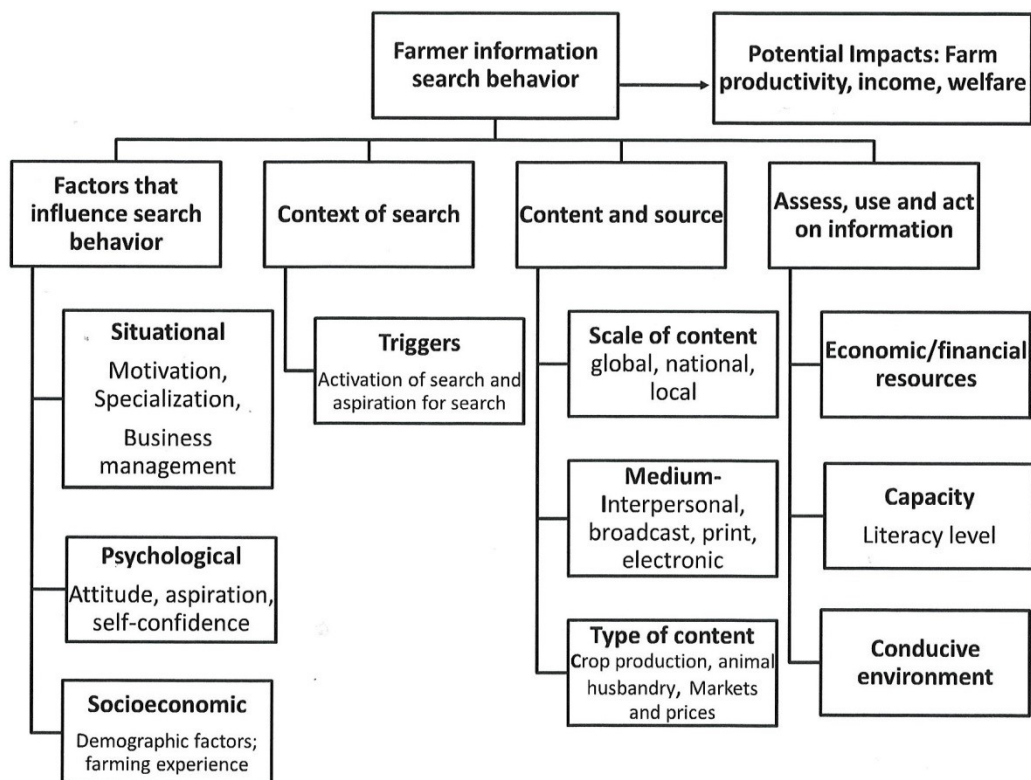 Farmer information
search behavior
Potential Impacts: Farm
productivity, income, welfare
Factors that
influence search
behavior
Context of search
Content and source
Assess, use and act
on information
Situational
Motivation,
Specialization,
Business
management
Psychological
Attitude, aspiration,
self-confidence
Socioeconomic
Demographic factors;
farming experience
Triggers
Activation of search and
aspiration for search
Scale of content
global, national,
local
Medium-
Interpersonal,
broadcast, print,
electronic
Type of content
Crop production, animal
husbandry, Markets
and prices
Economic/financial
resources
Capacity
Literacy level
Conducive
environment